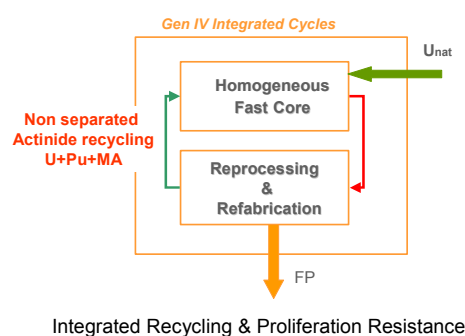 Gen IV Integrated Cycles
Unat
Homogeneous
Fast Core
Non separated
Actinide recycling
U+Pu+MA
Reprocessing
&
Refabrication
FP
Integrated Recycling & Proliferation Resistance